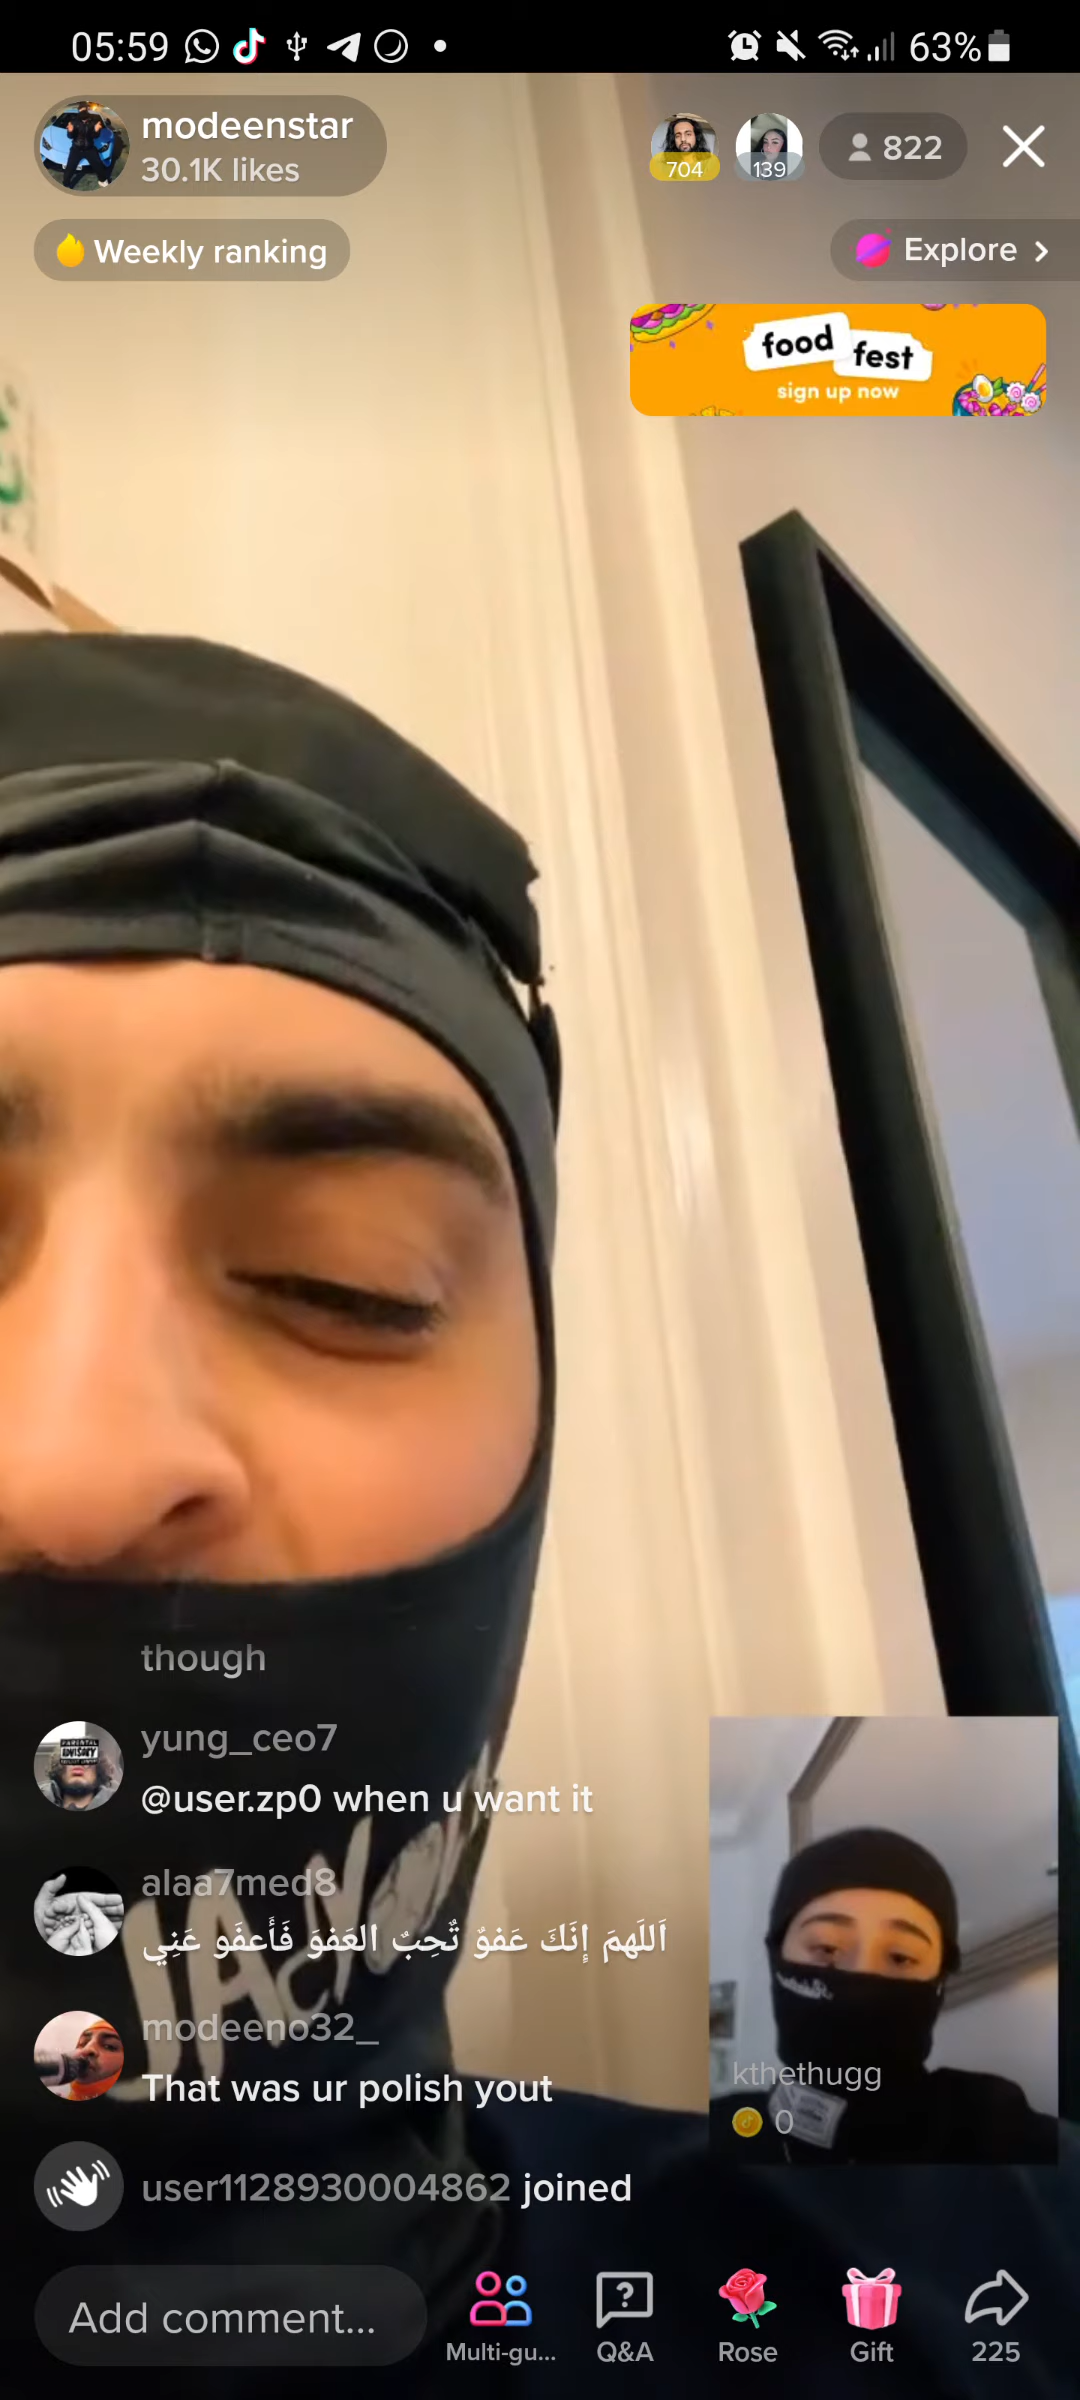 05:59
63%
modeenstar
30.1K likes
704
139
822
Weekly ranking
Explore
food
fest
sign up now
though
yung_ceo7
@user.zp0 when u want it
alaa7med8
اَللَهمَ إنَكَ عَفوٌ تٌحِبٌ العَفوَ فَأَعفَو عَنِي
modeeno32_
That was ur polish yout
kthethugg
0
user1128930004862 joined
Add comment...
Multi-gu...
Q&A
Rose
Gift
225